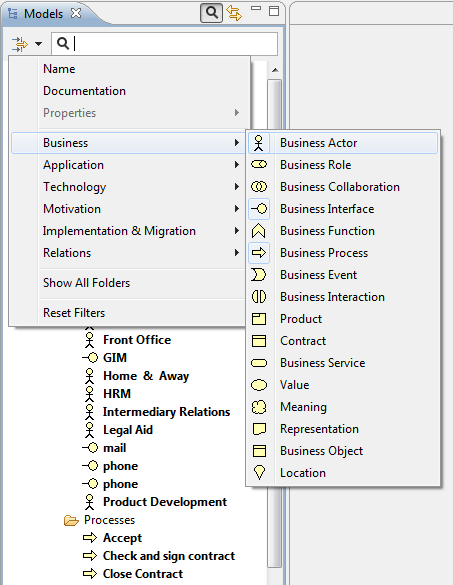 Models
Name
Documentation
Properties
Business
Application
Technology
Motivation
Implementation & Migration
Relations
Show All Folders
Reset Filters
Business Actor
Business Role
Business Collaboration
Business Interface
Business Function
Business Process
Business Event
Business Interaction
Product
Contract
Business Service
Value
Meaning
Representation
Business Object
Location
Front Office
GIM
Home & Away
HRM
Intermediary Relations
Legal Aid
mail
phone
phone
Product Development
Processes
Accept
Check and sign contract
Close Contract